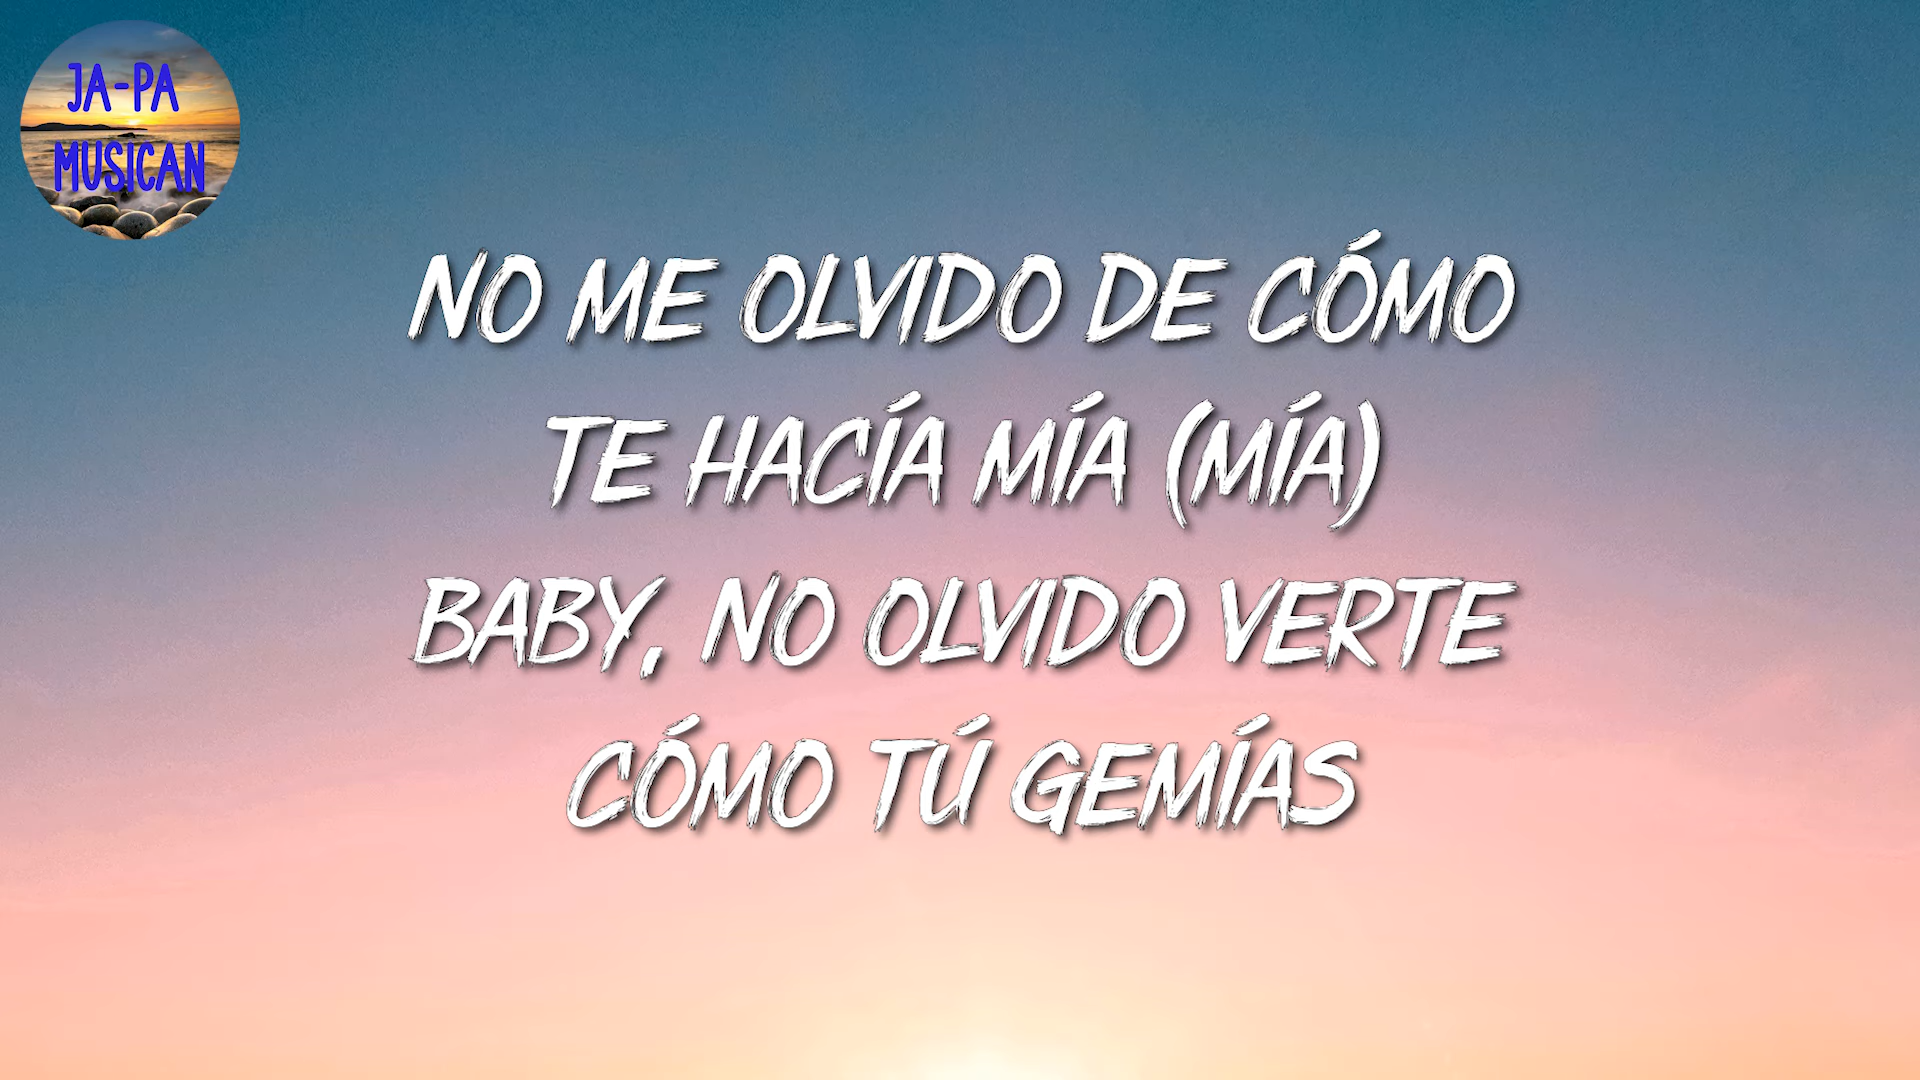 JA-PA
MUSICAN
NO ME OLVIDO DE CÓMO
TE HACÍA MÍA (MÍA)
BABY, NO OLVIDO VERTE
CÓMO TÚ GEMÍAS